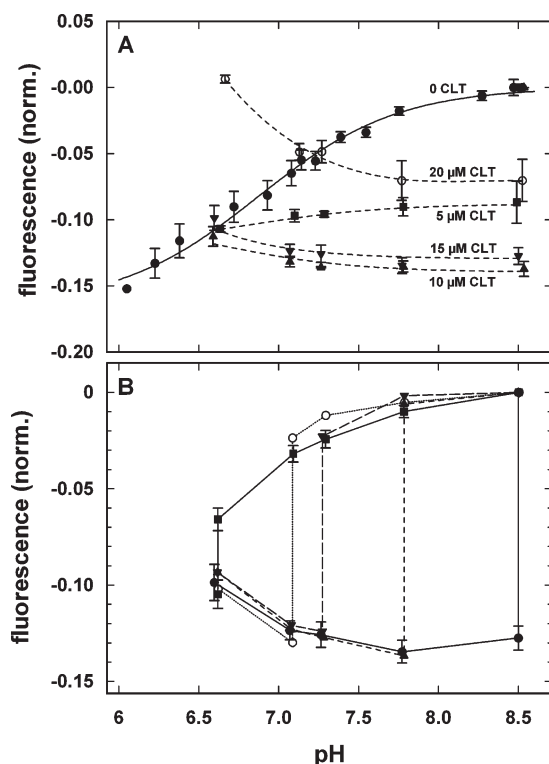 A
0.05
-0.00
-0.05
-0.10
-0.15
-0.20
fluorescence (norm.)
0 CLT
20 µM CLT
5 µM CLT
15 µM CLT
10 µM CLT
B
0
-0.05
-0.10
-0.15
fluorescence (norm.)
6 6.5 7.0 7.5 8.0 8.5
pH